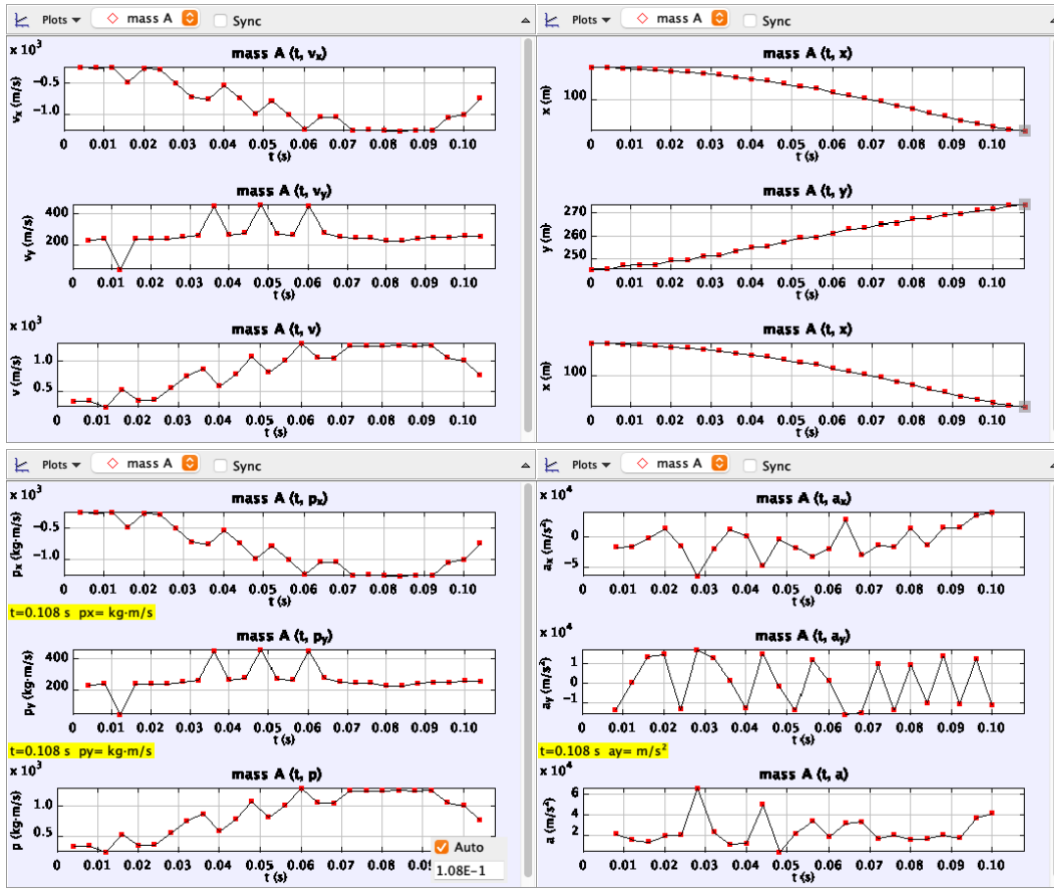 Plots mass A Sync
x 10³
mass A (t, vₓ)
vₓ (m/s)
−0.5
−1.0
0 0.01 0.02 0.03 0.04 0.05 0.06 0.07 0.08 0.09 0.10
t (s)
mass A (t, vᵧ)
vᵧ (m/s)
400
200
0 0.01 0.02 0.03 0.04 0.05 0.06 0.07 0.08 0.09 0.10
t (s)
x 10³
mass A (t, v)
v (m/s)
1.0
0.5
0 0.01 0.02 0.03 0.04 0.05 0.06 0.07 0.08 0.09 0.10
t (s)
Plots mass A Sync
mass A (t, x)
x (m)
100
0 0.01 0.02 0.03 0.04 0.05 0.06 0.07 0.08 0.09 0.10
t (s)
mass A (t, y)
y (m)
270
260
250
0 0.01 0.02 0.03 0.04 0.05 0.06 0.07 0.08 0.09 0.10
t (s)
mass A (t, x)
x (m)
100
0 0.01 0.02 0.03 0.04 0.05 0.06 0.07 0.08 0.09 0.10
t (s)
Plots mass A Sync
x 10³
mass A (t, pₓ)
pₓ (kg·m/s)
−0.5
−1.0
0 0.01 0.02 0.03 0.04 0.05 0.06 0.07 0.08 0.09 0.10
t (s)
t=0.108 s px= kg·m/s
mass A (t, pᵧ)
pᵧ (kg·m/s)
400
200
0 0.01 0.02 0.03 0.04 0.05 0.06 0.07 0.08 0.09 0.10
t (s)
t=0.108 s py= kg·m/s
x 10³
mass A (t, p)
p (kg·m/s)
1.0
0.5
0 0.01 0.02 0.03 0.04 0.05 0.06 0.07 0.08 0.09
t (s)
Auto
1.08E-1
Plots mass A Sync
x 10⁴
mass A (t, aₓ)
aₓ (m/s²)
0
−5
0 0.01 0.02 0.03 0.04 0.05 0.06 0.07 0.08 0.09 0.10
t (s)
x 10⁴
mass A (t, aᵧ)
aᵧ (m/s²)
1
0
−1
0 0.01 0.02 0.03 0.04 0.05 0.06 0.07 0.08 0.09 0.10
t (s)
t=0.108 s ay= m/s²
x 10⁴
mass A (t, a)
a (m/s²)
6
4
2
0 0.01 0.02 0.03 0.04 0.05 0.06 0.07 0.08 0.09 0.10
t (s)